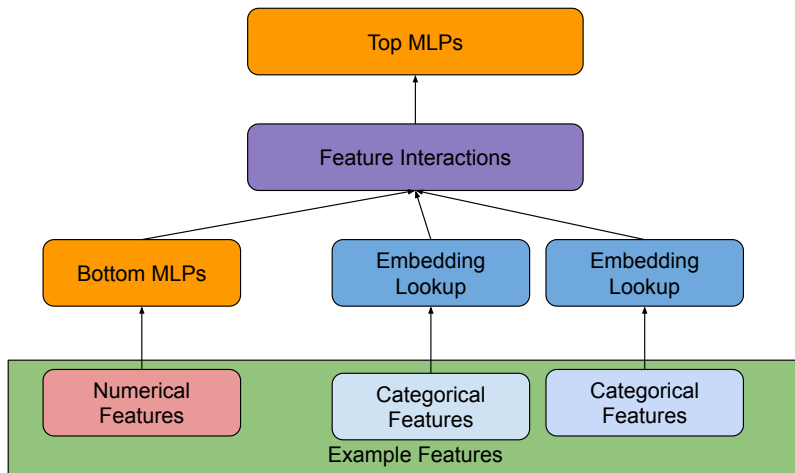 Top MLPs
Feature Interactions
Bottom MLPs
Embedding
Lookup
Embedding
Lookup
Numerical
Features
Categorical
Features
Categorical
Features
Example Features